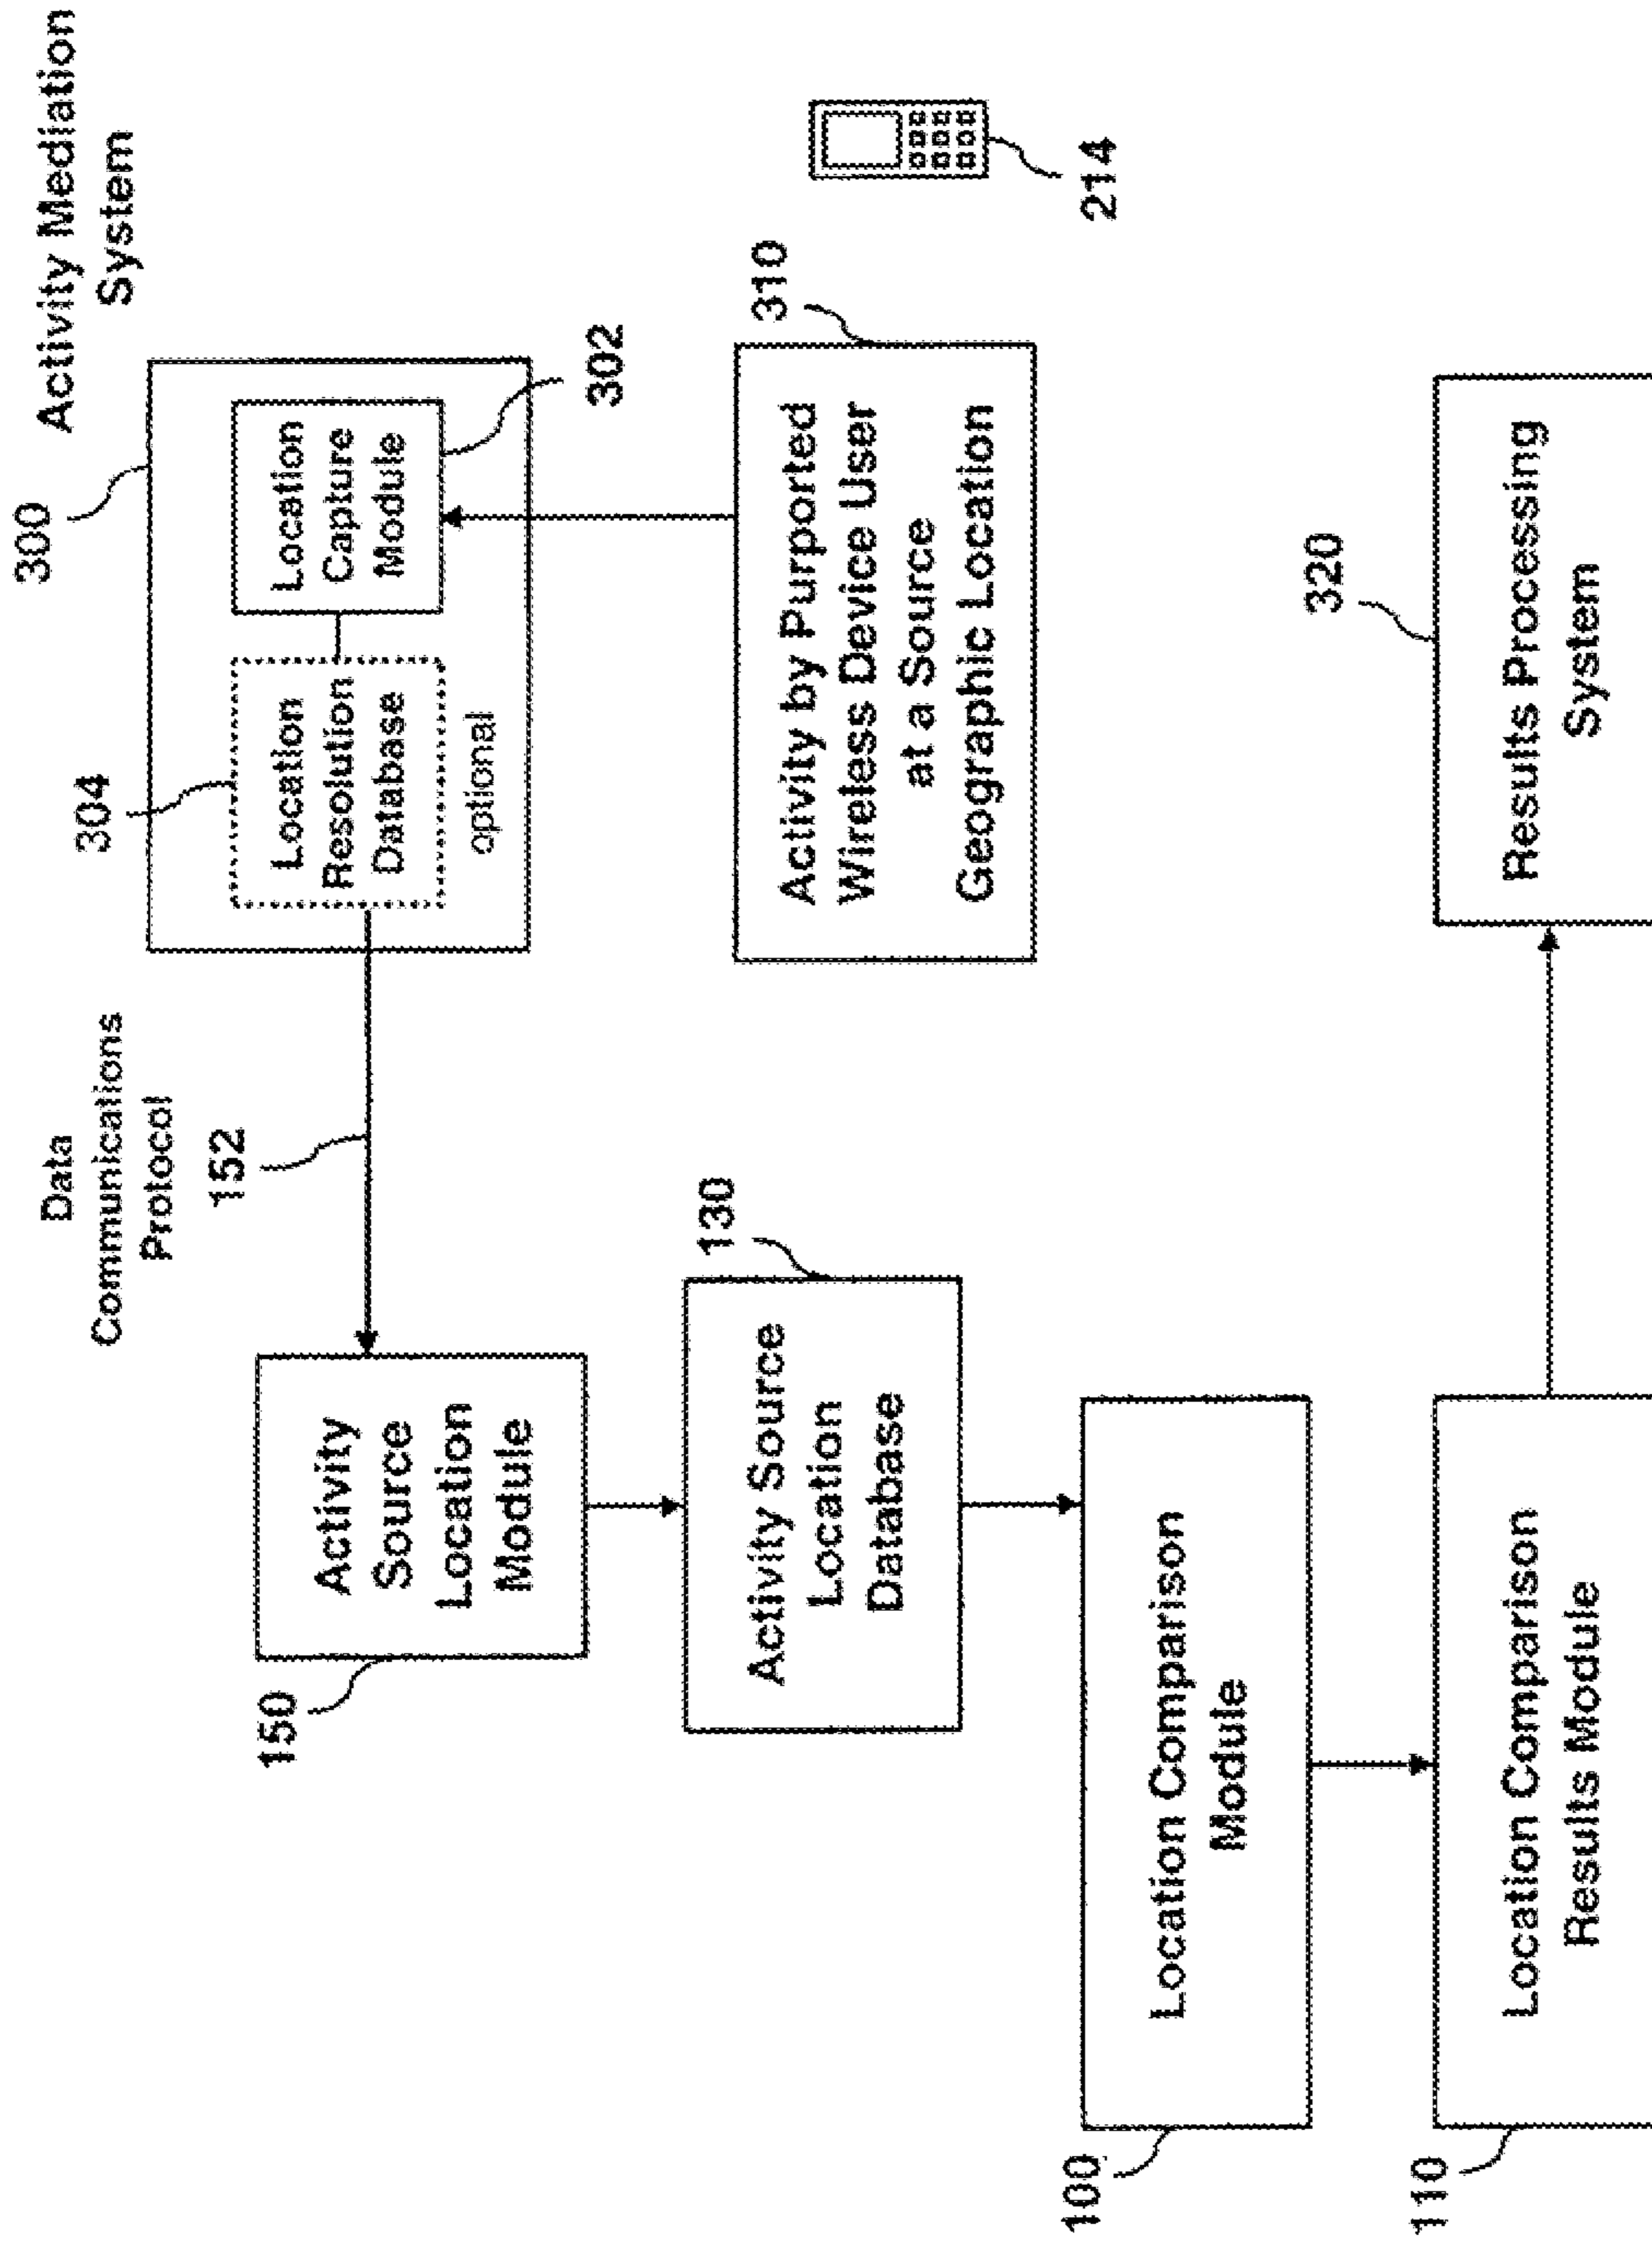 Data
Communications
Protocol
152
300
Activity Mediation
System
304
Location
Resolution
Database
optional
Location
Capture
Module
302
Activity
Source
Location
Module
150
130
Activity Source
Location
Database
Activity by Purported
Wireless Device User
at a Source
Geographic Location
310
214
Location Comparison
Module
100
Location Comparison
Results Module
110
320
Results Processing
System